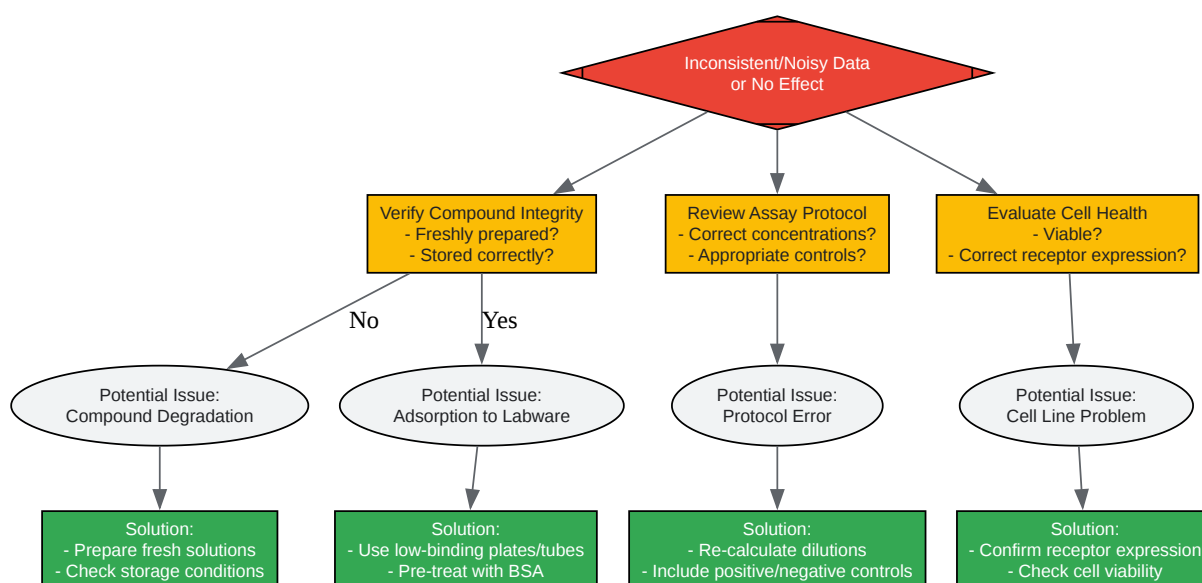 Inconsistent/Noisy Data
or No Effect
Verify Compound Integrity
- Freshly prepared?
- Stored correctly?
Review Assay Protocol
- Correct concentrations?
- Appropriate controls?
Evaluate Cell Health
- Viable?
- Correct receptor expression?
No
Yes
Potential Issue:
Compound Degradation
Potential Issue:
Adsorption to Labware
Potential Issue:
Protocol Error
Potential Issue:
Cell Line Problem
Solution:
- Prepare fresh solutions
- Check storage conditions
Solution:
- Use low-binding plates/tubes
- Pre-treat with BSA
Solution:
- Re-calculate dilutions
- Include positive/negative controls
Solution:
- Confirm receptor expression
- Check cell viability